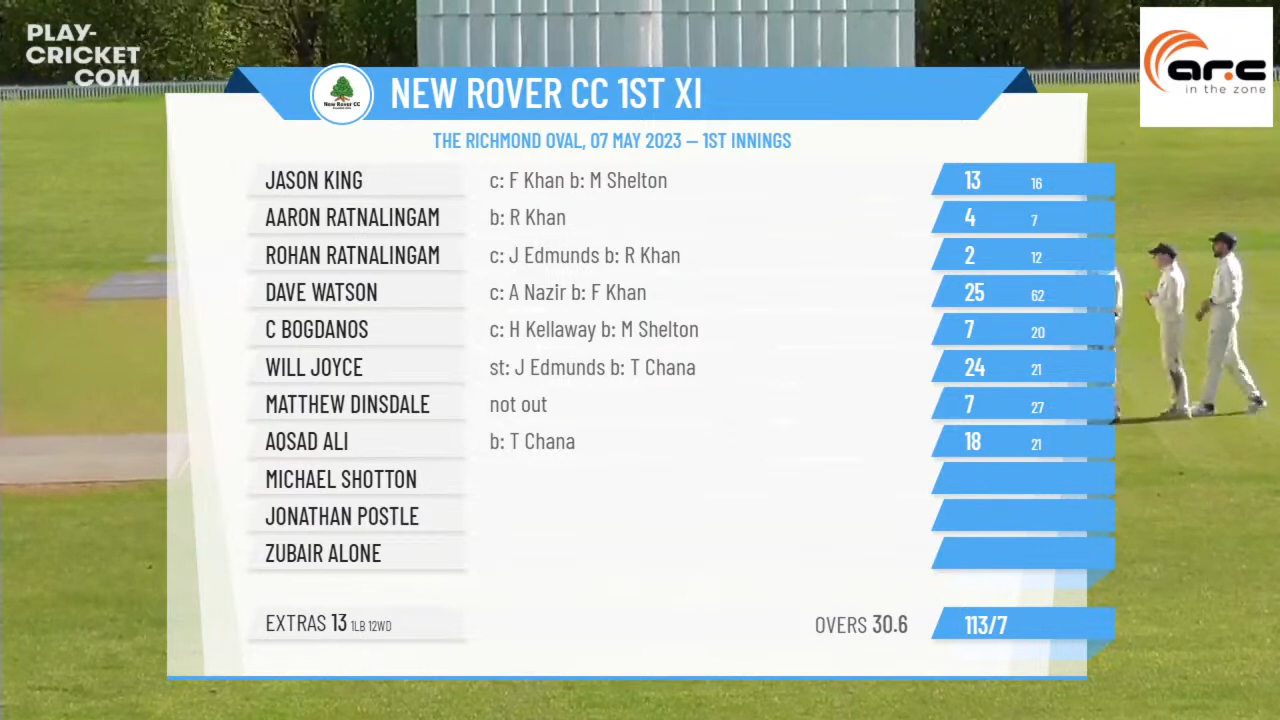 PLAY-
CRICKET
.COM
arc
in the zone
New Rover CC
NEW ROVER CC 1ST XI
THE RICHMOND OVAL, 07 MAY 2023 – 1ST INNINGS
JASON KING c: F Khan b: M Shelton 13 16
AARON RATNALINGAM b: R Khan 4 7
ROHAN RATNALINGAM c: J Edmunds b: R Khan 2 12
DAVE WATSON c: A Nazir b: F Khan 25 62
C BOGDANOS c: H Kellaway b: M Shelton 7 20
WILL JOYCE st: J Edmunds b: T Chana 24 21
MATTHEW DINSDALE not out 7 27
AQSAD ALI b: T Chana 18 21
MICHAEL SHOTTON
JONATHAN POSTLE
ZUBAIR ALONE
EXTRAS 13 1LB 12WD OVERS 30.6 113/7